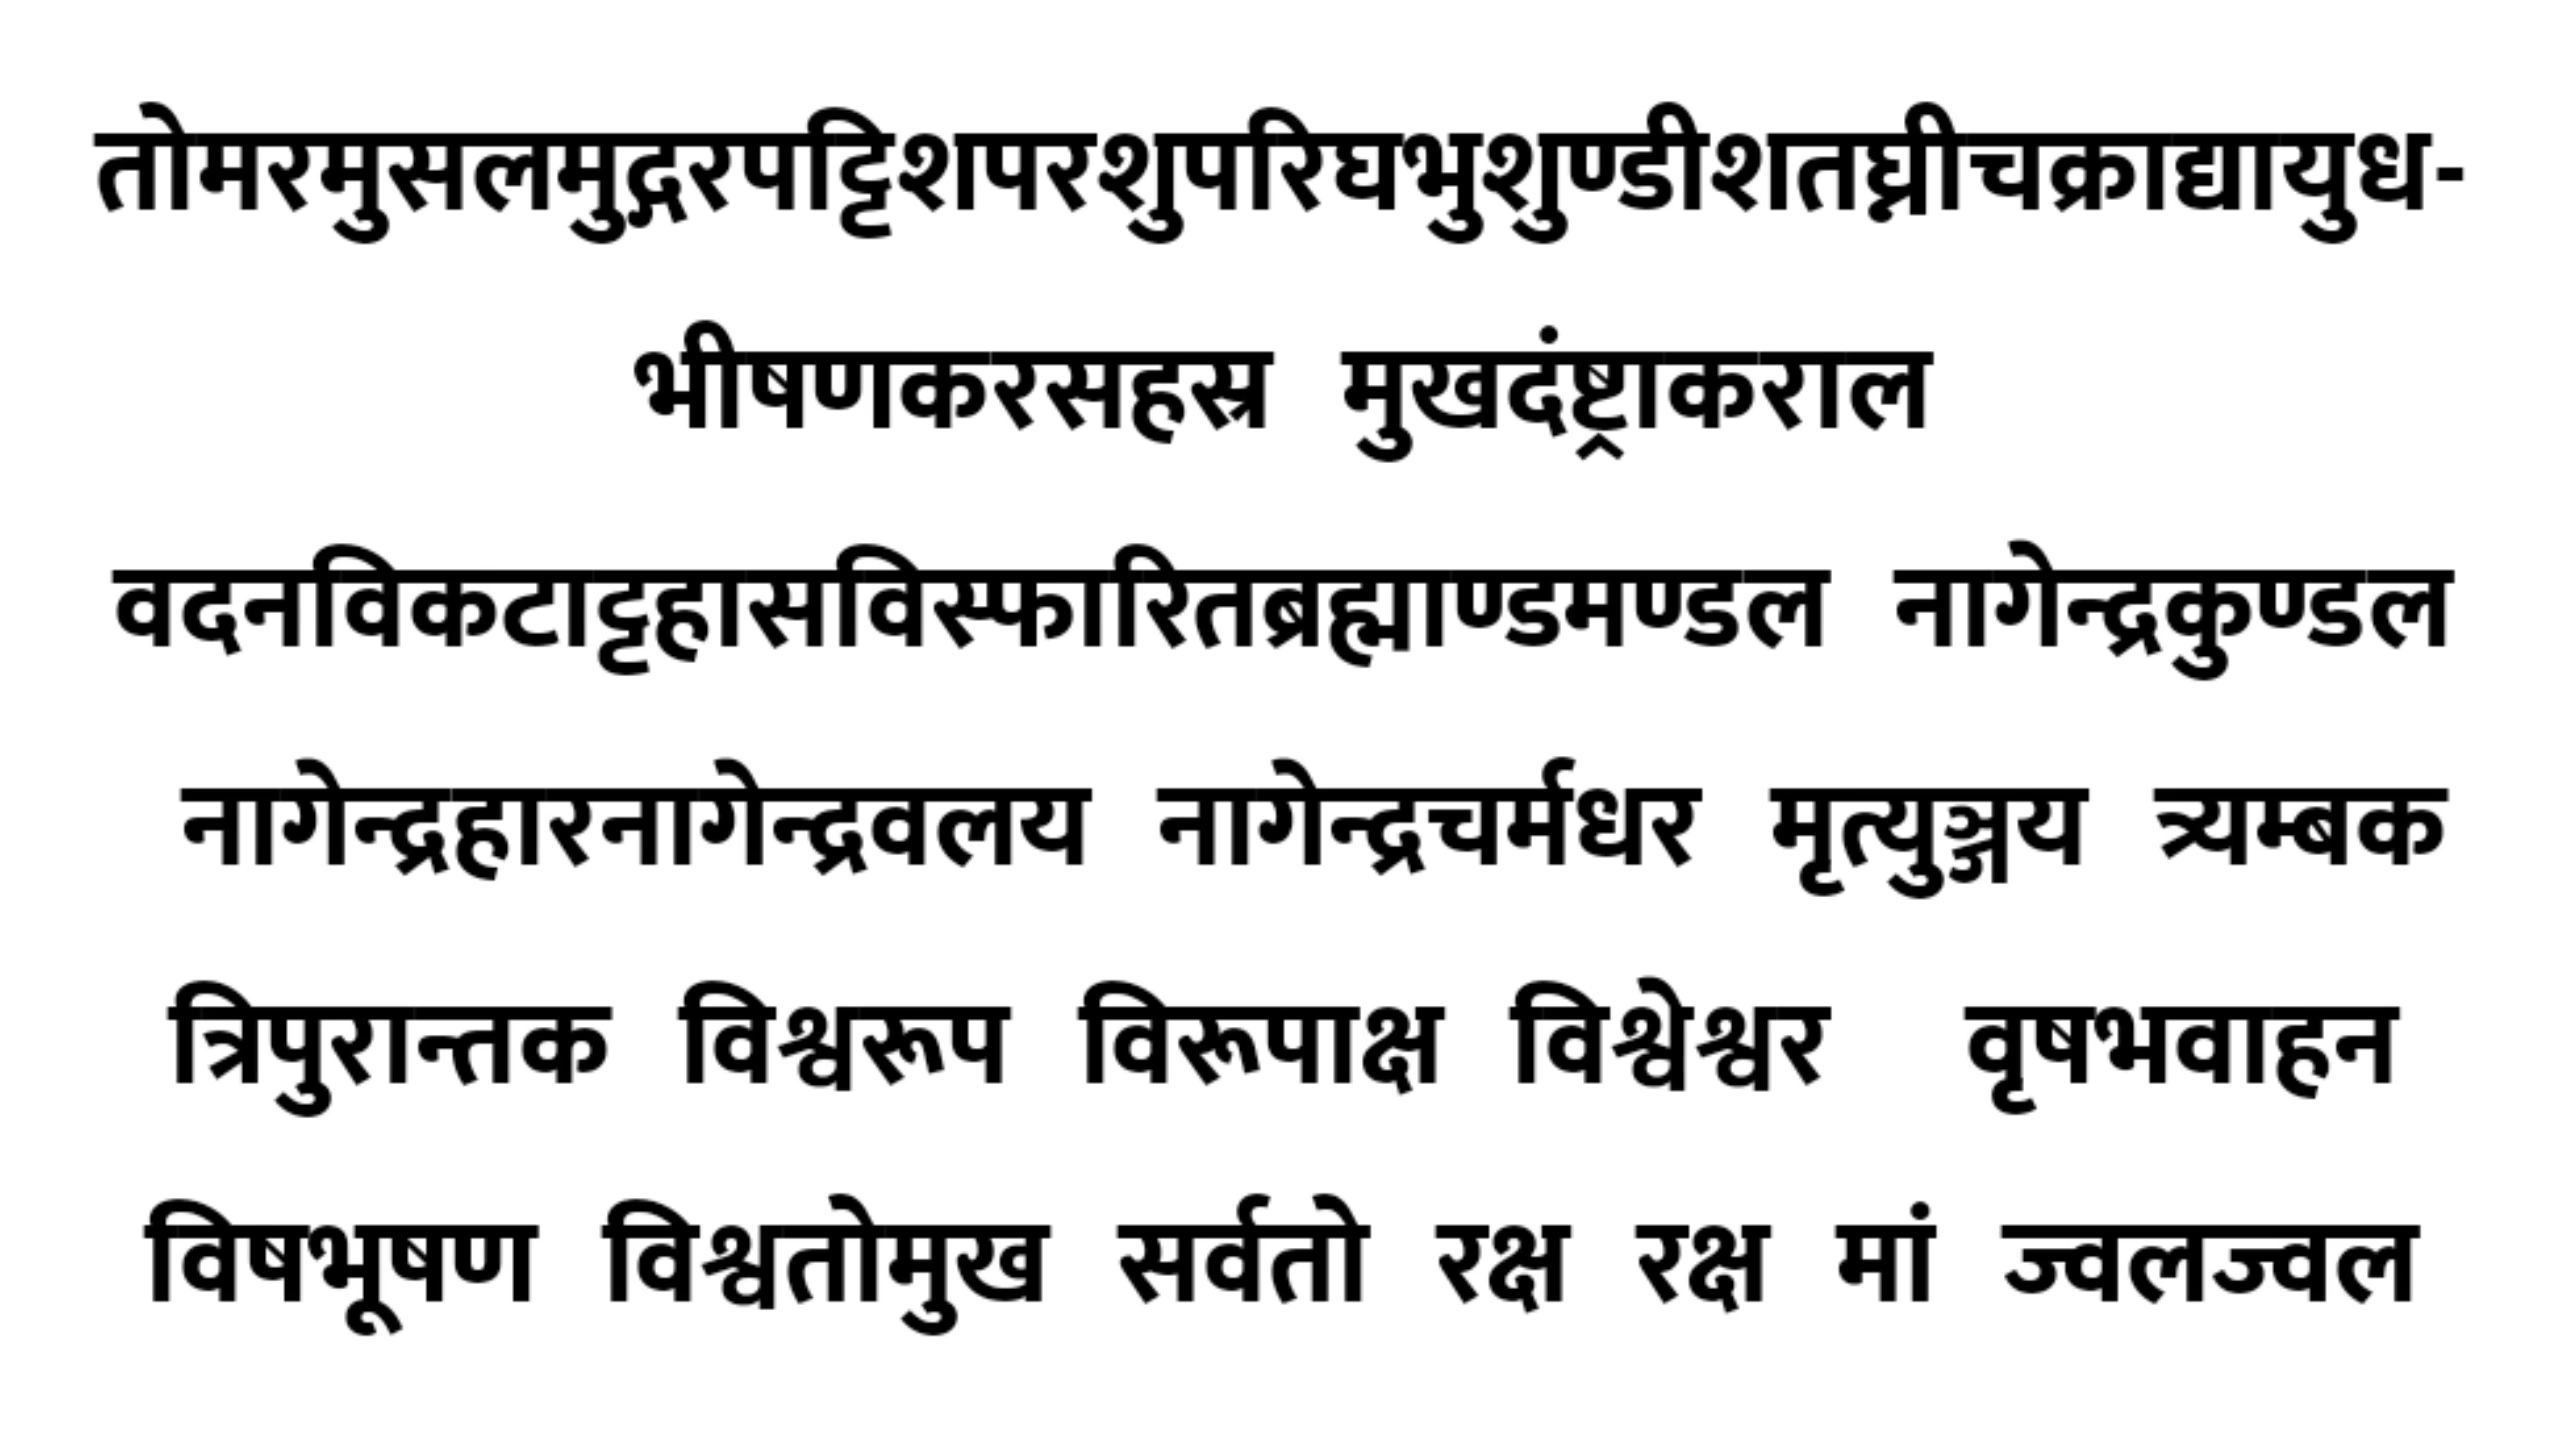 तोमरमुसलमुद्गरपट्टिशपरशुपरिघभुशुण्डीशतघ्नीचक्राद्यायुध-
भीषणकरसहस्र मुखदंष्ट्राकराल
वदनविकटाट्टहासविस्फारितब्रह्माण्डमण्डल नागेन्द्रकुण्डल
नागेन्द्रहारनागेन्द्रवलय नागेन्द्रचर्मधर मृत्युञ्जय त्र्यम्बक
त्रिपुरान्तक विश्वरूप विरूपाक्ष विश्वेश्वर वृषभवाहन
विषभूषण विश्वतोमुख सर्वतो रक्ष रक्ष मां ज्वलज्वल